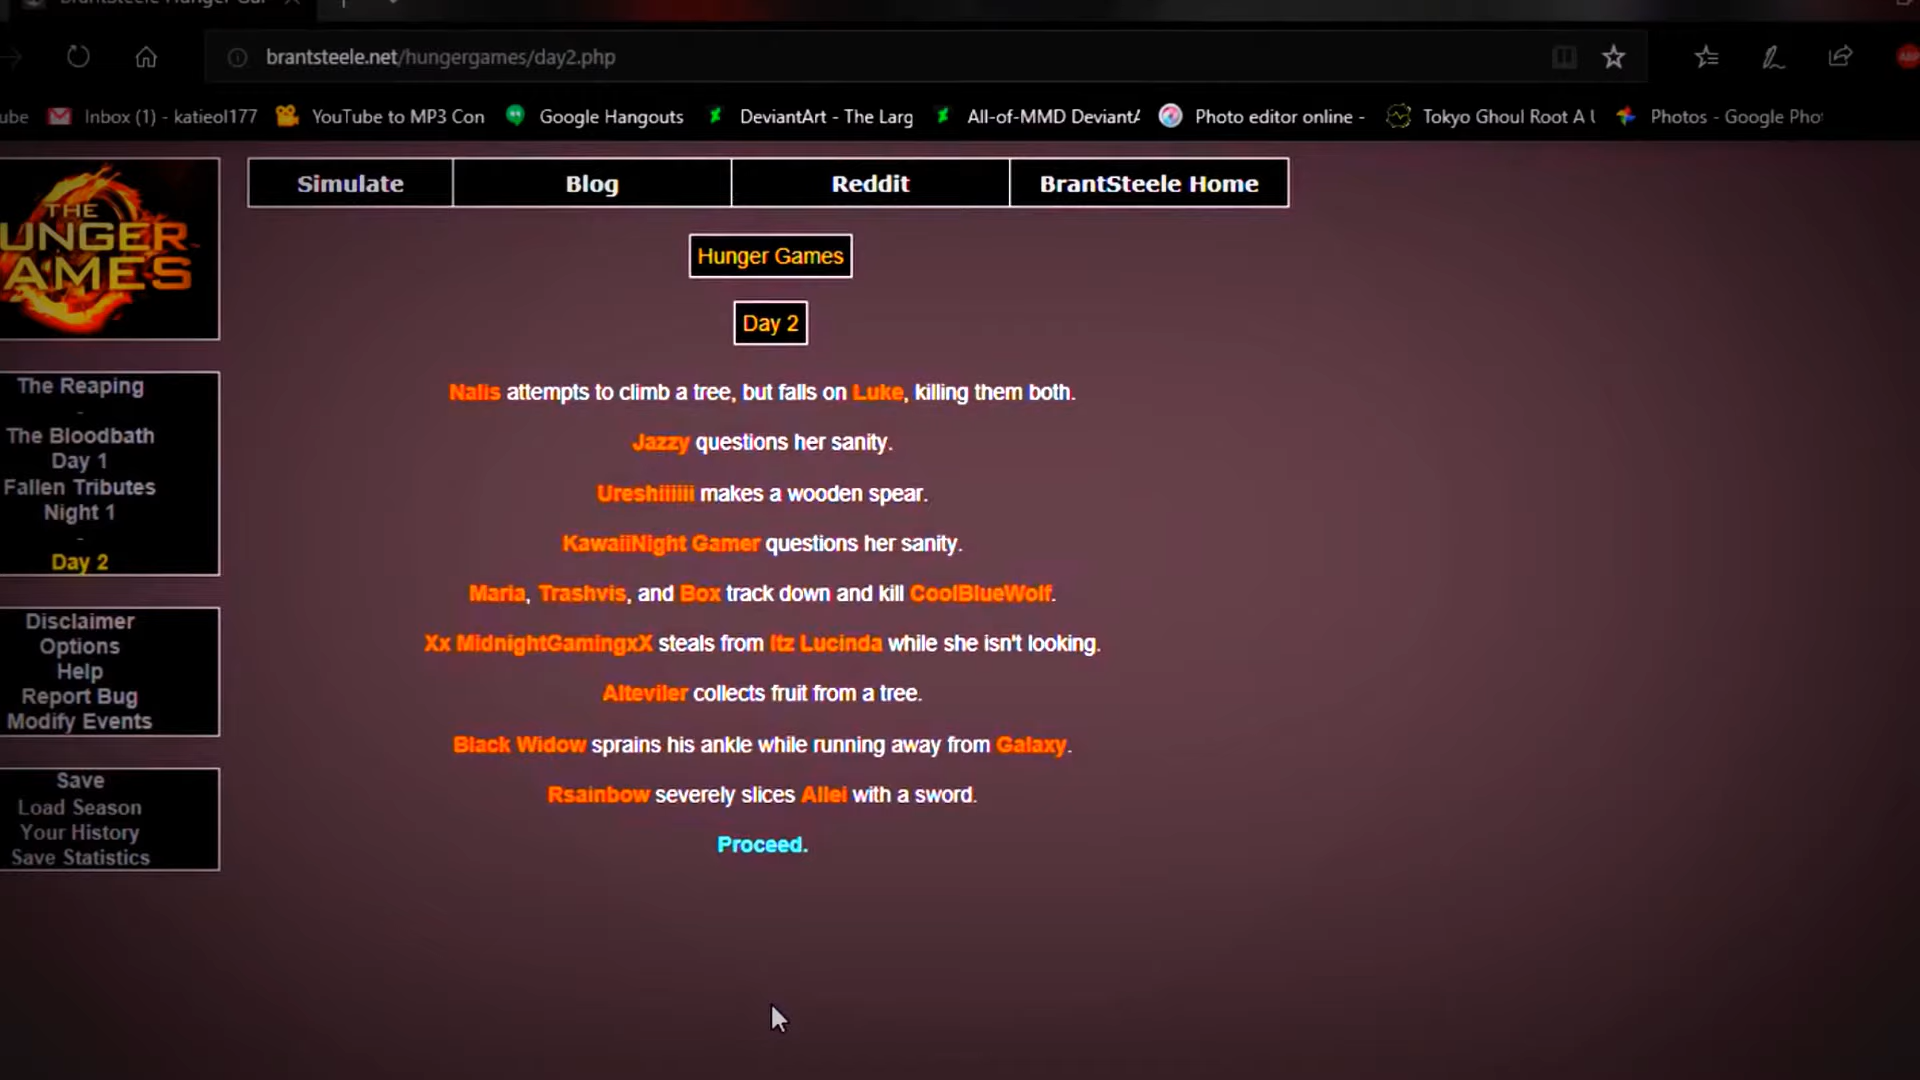 brantsteele.net/hungergames/day2.php
ube Inbox (1) - katieol177 YouTube to MP3 Con Google Hangouts DeviantArt - The Larg All-of-MMD DeviantA Photo editor online - Tokyo Ghoul Root A Photos - Google Pho
THE
UNGER
AMES
Simulate Blog Reddit BrantSteele Home
Hunger Games
Day 2
Nalis attempts to climb a tree, but falls on Luke, killing them both.
Jazzy questions her sanity.
Ureshiiiiii makes a wooden spear.
KawaiiNight Gamer questions her sanity.
Maria, Trashvis, and Box track down and kill CoolBlueWolf.
Xx MidnightGamingxX steals from Itz Lucinda while she isn't looking.
Alteviler collects fruit from a tree.
Black Widow sprains his ankle while running away from Galaxy.
Rsainbow severely slices Allei with a sword.
Proceed.
The Reaping
-
The Bloodbath
Day 1
Fallen Tributes
Night 1
-
Day 2
Disclaimer
Options
Help
Report Bug
Modify Events
Save
Load Season
Your History
Save Statistics